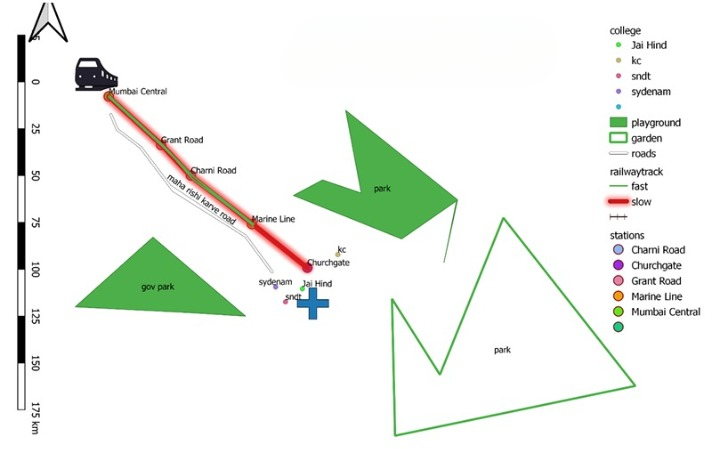 25
0
25
50
75
100
125
150
175 km
Mumbai Central
Grant Road
Charni Road
maha rishi karve road
Marine Line
kc
Churchgate
sydenam
Jai Hind
sndt
gov park
park
park
college
Jai Hind
kc
sndt
sydenam
playground
garden
roads
railwaytrack
fast
slow
stations
Charni Road
Churchgate
Grant Road
Marine Line
Mumbai Central